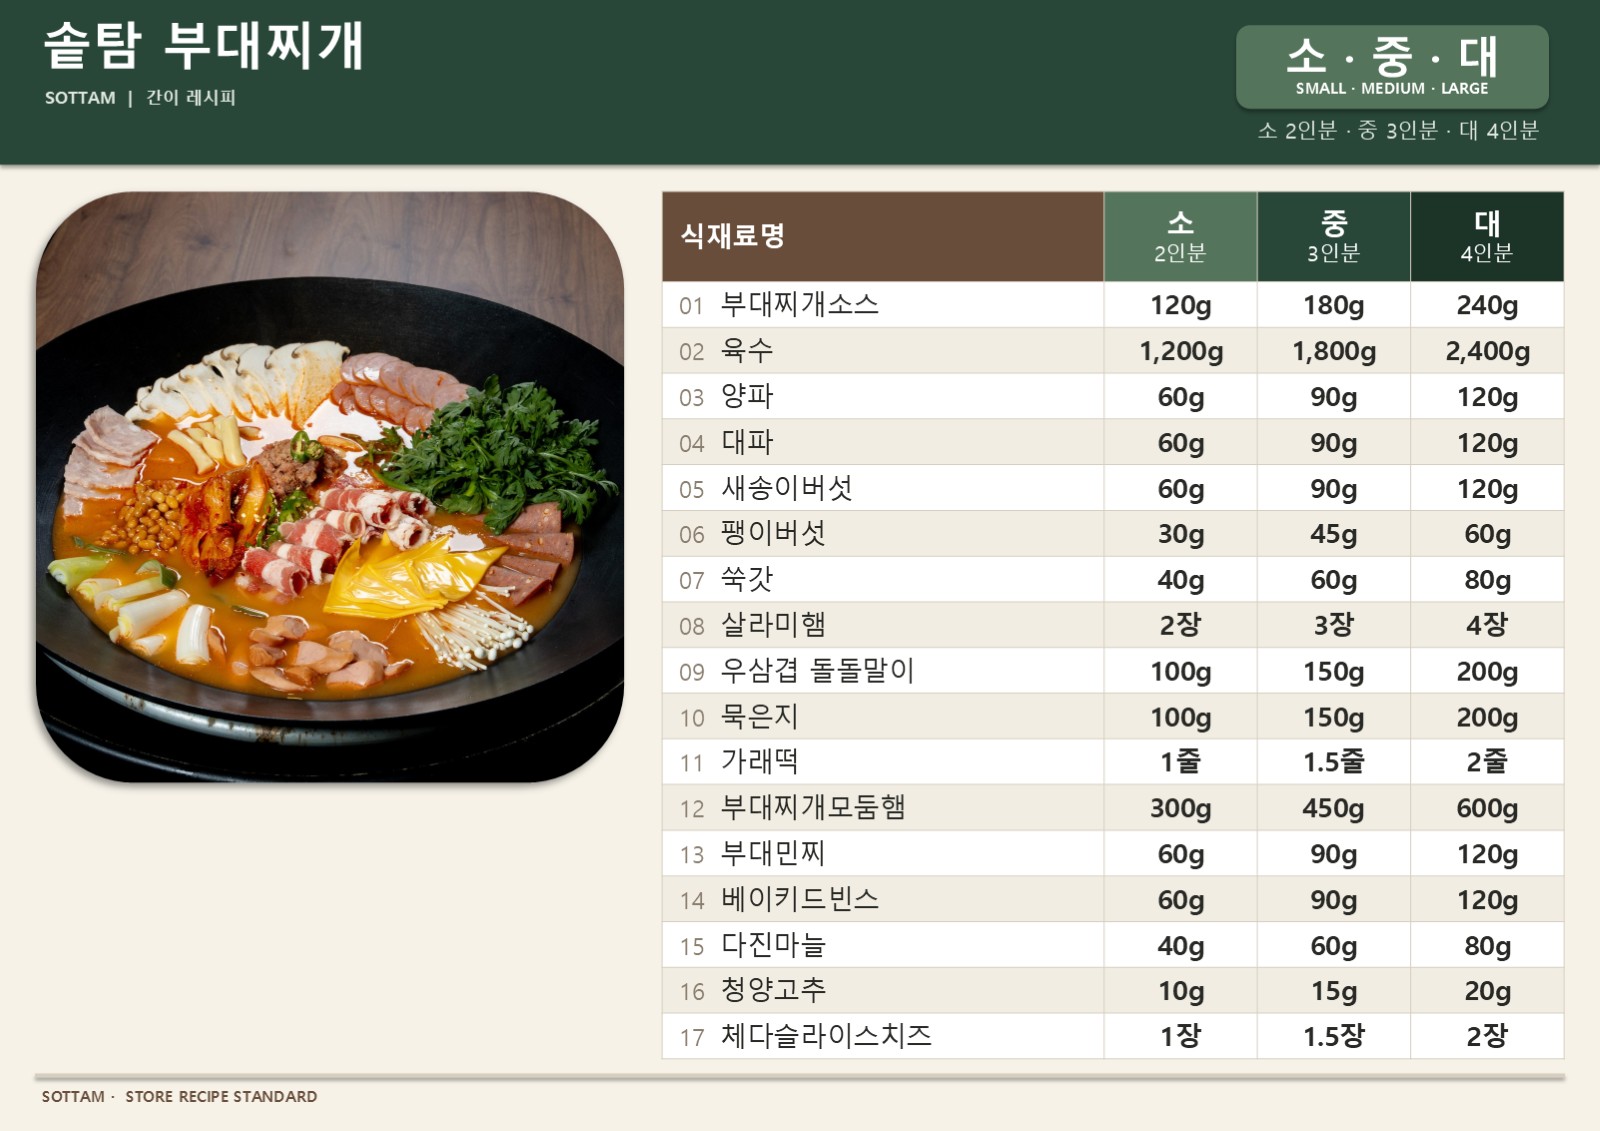 솥탐 부대찌개
SOTTAM | 간이 레시피
소 · 중 · 대
SMALL · MEDIUM · LARGE
소 2인분 · 중 3인분 · 대 4인분
식재료명 소 중 대
2인분 3인분 4인분
01 부대찌개소스 120g 180g 240g
02 육수 1,200g 1,800g 2,400g
03 양파 60g 90g 120g
04 대파 60g 90g 120g
05 새송이버섯 60g 90g 120g
06 팽이버섯 30g 45g 60g
07 쑥갓 40g 60g 80g
08 살라미햄 2장 3장 4장
09 우삼겹 돌돌말이 100g 150g 200g
10 묵은지 100g 150g 200g
11 가래떡 1줄 1.5줄 2줄
12 부대찌개모둠햄 300g 450g 600g
13 부대민찌 60g 90g 120g
14 베이키드빈스 60g 90g 120g
15 다진마늘 40g 60g 80g
16 청양고추 10g 15g 20g
17 체다슬라이스치즈 1장 1.5장 2장
SOTTAM · STORE RECIPE STANDARD